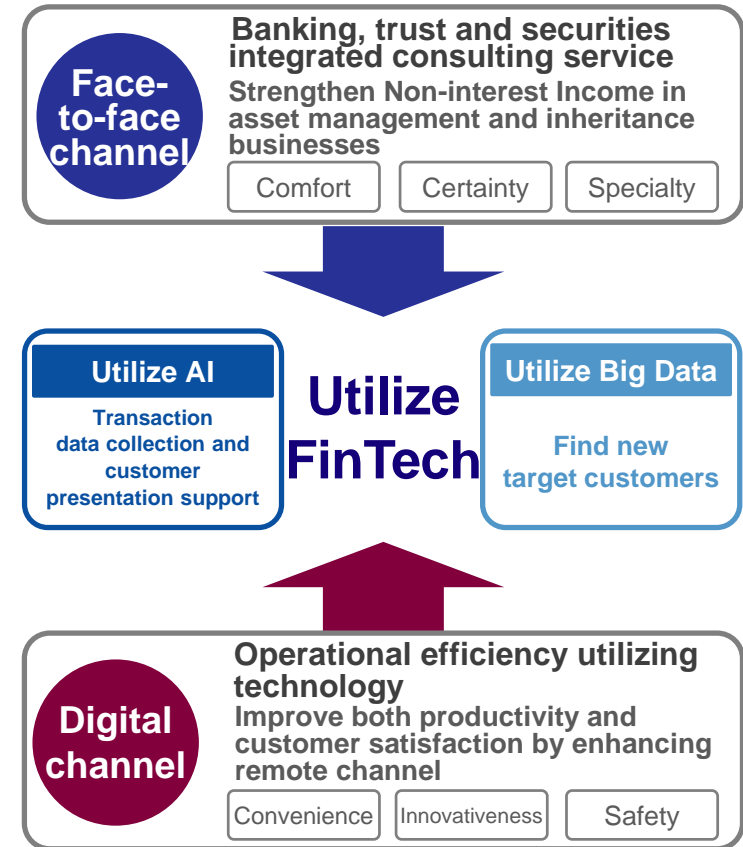 Banking, trust and securities
integrated consulting service
Face-
to-face
channel
Strengthen Non-interest Income in
asset management and inheritance
businesses
Comfort
Certainty
Specialty
Utilize AI
Transaction
data collection and
customer
presentation support
Utilize
FinTech
Utilize Big Data
Find new
target customers
Digital
channel
Operational efficiency utilizing
technology
Improve both productivity and
customer satisfaction by enhancing
remote channel
Convenience
Innovativeness
Safety